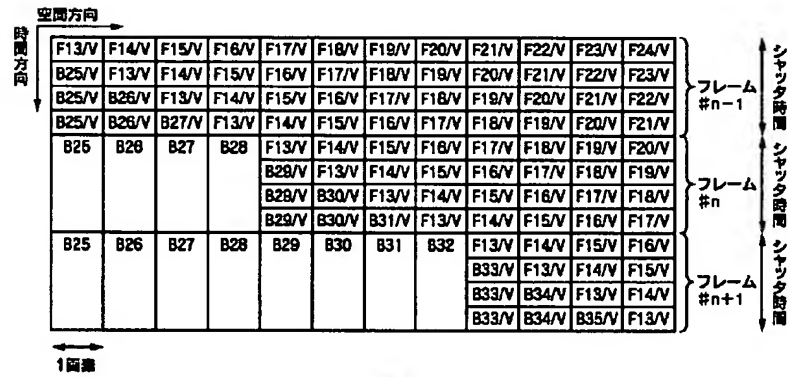 空間方向
時間方向
F13/V F14/V F15/V F16/V F17/V F18/V F19/V F20/V F21/V F22/V F23/V F24/V
B25/V F13/V F14/V F15/V F16/V F17/V F18/V F19/V F20/V F21/V F22/V F23/V
B25/V B26/V F13/V F14/V F15/V F16/V F17/V F18/V F19/V F20/V F21/V F22/V
B25/V B26/V B27/V F13/V F14/V F15/V F16/V F17/V F18/V F19/V F20/V F21/V
フレーム
#n-1
シャッタ時間
B25 B26 B27 B28 F13/V F14/V F15/V F16/V F17/V F18/V F19/V F20/V
B29/V F13/V F14/V F15/V F16/V F17/V F18/V F19/V
B29/V B30/V F13/V F14/V F15/V F16/V F17/V F18/V
B29/V B30/V B31/V F13/V F14/V F15/V F16/V F17/V
フレーム
#n
シャッタ時間
B25 B26 B27 B28 B29 B30 B31 B32 F13/V F14/V F15/V F16/V
B33/V F13/V F14/V F15/V
B33/V B34/V F13/V F14/V
B33/V B34/V B35/V F13/V
フレーム
#n+1
シャッタ時間
1画素